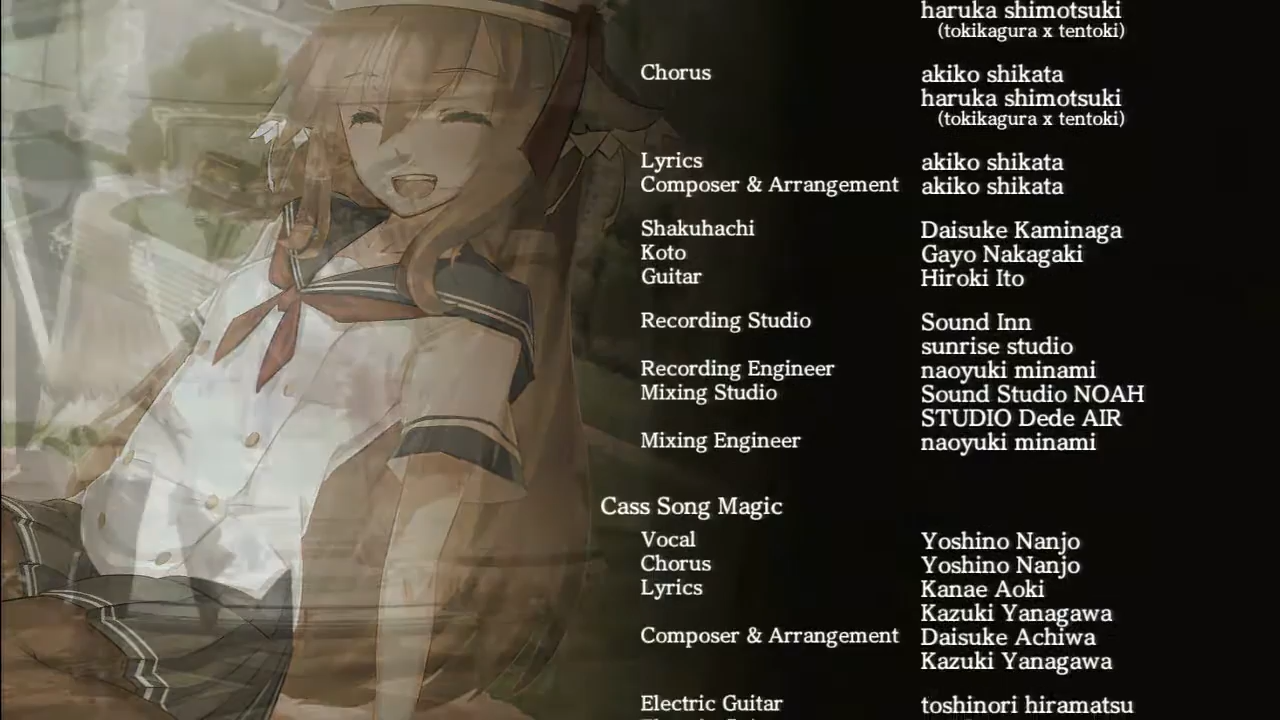 haruka shimotsuki
(tokikagura x tentoki)
Chorus akiko shikata
haruka shimotsuki
(tokikagura x tentoki)
Lyrics akiko shikata
Composer & Arrangement akiko shikata
Shakuhachi Daisuke Kaminaga
Koto Gayo Nakagaki
Guitar Hiroki Ito
Recording Studio Sound Inn
sunrise studio
Recording Engineer naoyuki minami
Mixing Studio Sound Studio NOAH
STUDIO Dede AIR
Mixing Engineer naoyuki minami
Cass Song Magic
Vocal Yoshino Nanjo
Chorus Yoshino Nanjo
Lyrics Kanae Aoki
Kazuki Yanagawa
Composer & Arrangement Daisuke Achiwa
Kazuki Yanagawa
Electric Guitar toshinori hiramatsu